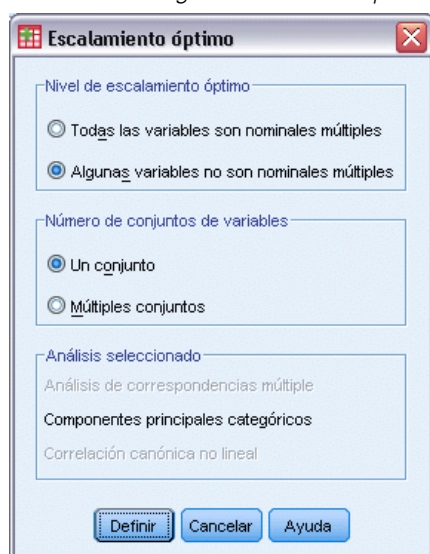 Escalamiento óptimo
Nivel de escalamiento óptimo
Todas las variables son nominales múltiples
Algunas variables no son nominales múltiples
Número de conjuntos de variables
Un conjunto
Múltiples conjuntos
Análisis seleccionado
Análisis de correspondencias múltiple
Componentes principales categóricos
Correlación canónica no lineal
Definir Cancelar Ayuda